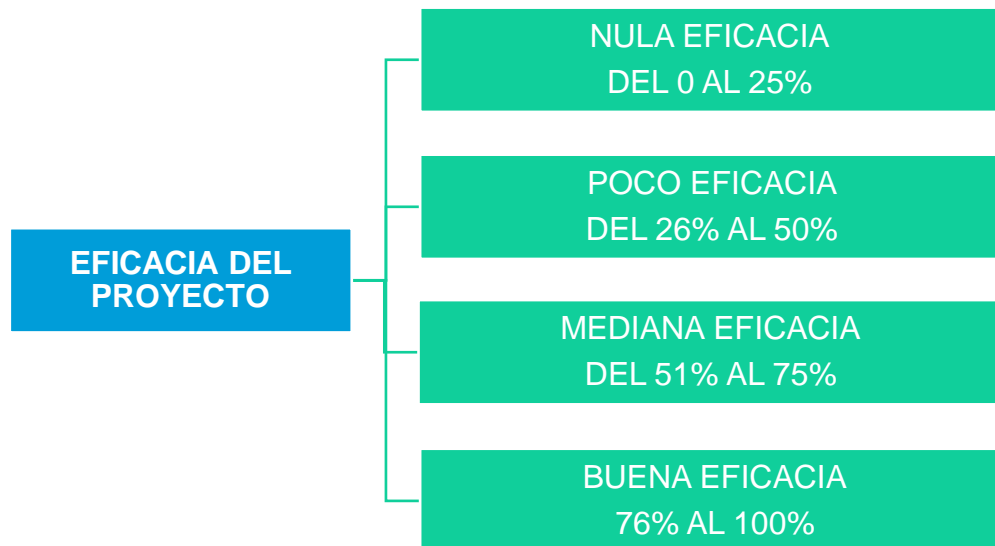 NULA EFICACIA
DEL 0 AL 25%
POCO EFICACIA
DEL 26% AL 50%
EFICACIA DEL
PROYECTO
MEDIANA EFICACIA
DEL 51% AL 75%
BUENA EFICACIA
76% AL 100%